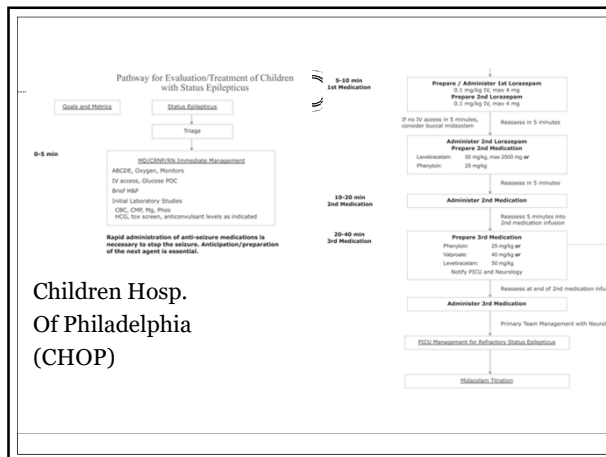 Pathway for Evaluation/Treatment of Children
with Status Epilepticus
Goals and Metrics
Status Epilepticus
Triage
0-5 min
MD/CRNP/RN Immediate Management
ABCDE, Oxygen, Monitors
IV access, Glucose POC
Brief H&P
Initial Laboratory Studies
CBC, CMP, Mg, Phos
HCG, tox screen, anticonvulsant levels as indicated
Rapid administration of anti-seizure medications is
necessary to stop the seizure. Anticipation/preparation
of the next agent is essential.
Children Hosp.
Of Philadelphia
(CHOP)
5-10 min
1st Medication
Prepare / Administer 1st Lorazepam
0.1 mg/kg IV, max 4 mg
Prepare 2nd Lorazepam
0.1 mg/kg IV, max 4 mg
If no IV access in 5 minutes,
consider buccal midazolam
Reassess in 5 minutes
Administer 2nd Lorazepam
Prepare 2nd Medication
Levetiracetam: 50 mg/kg, max 2500 mg or
Phenytoin: 25 mg/kg
Reassess in 5 minutes
10-20 min
2nd Medication
Administer 2nd Medication
Reassess 5 minutes into
2nd medication infusion
20-40 min
3rd Medication
Prepare 3rd Medication
Phenytoin: 25 mg/kg or
Valproate: 40 mg/kg or
Levetiracetam: 50 mg/kg
Notify PICU and Neurology
Reassess at end of 2nd medication infu
Administer 3rd Medication
Primary Team Management with Neurol
PICU Management for Refractory Status Epilepticus
Midazolam Titration